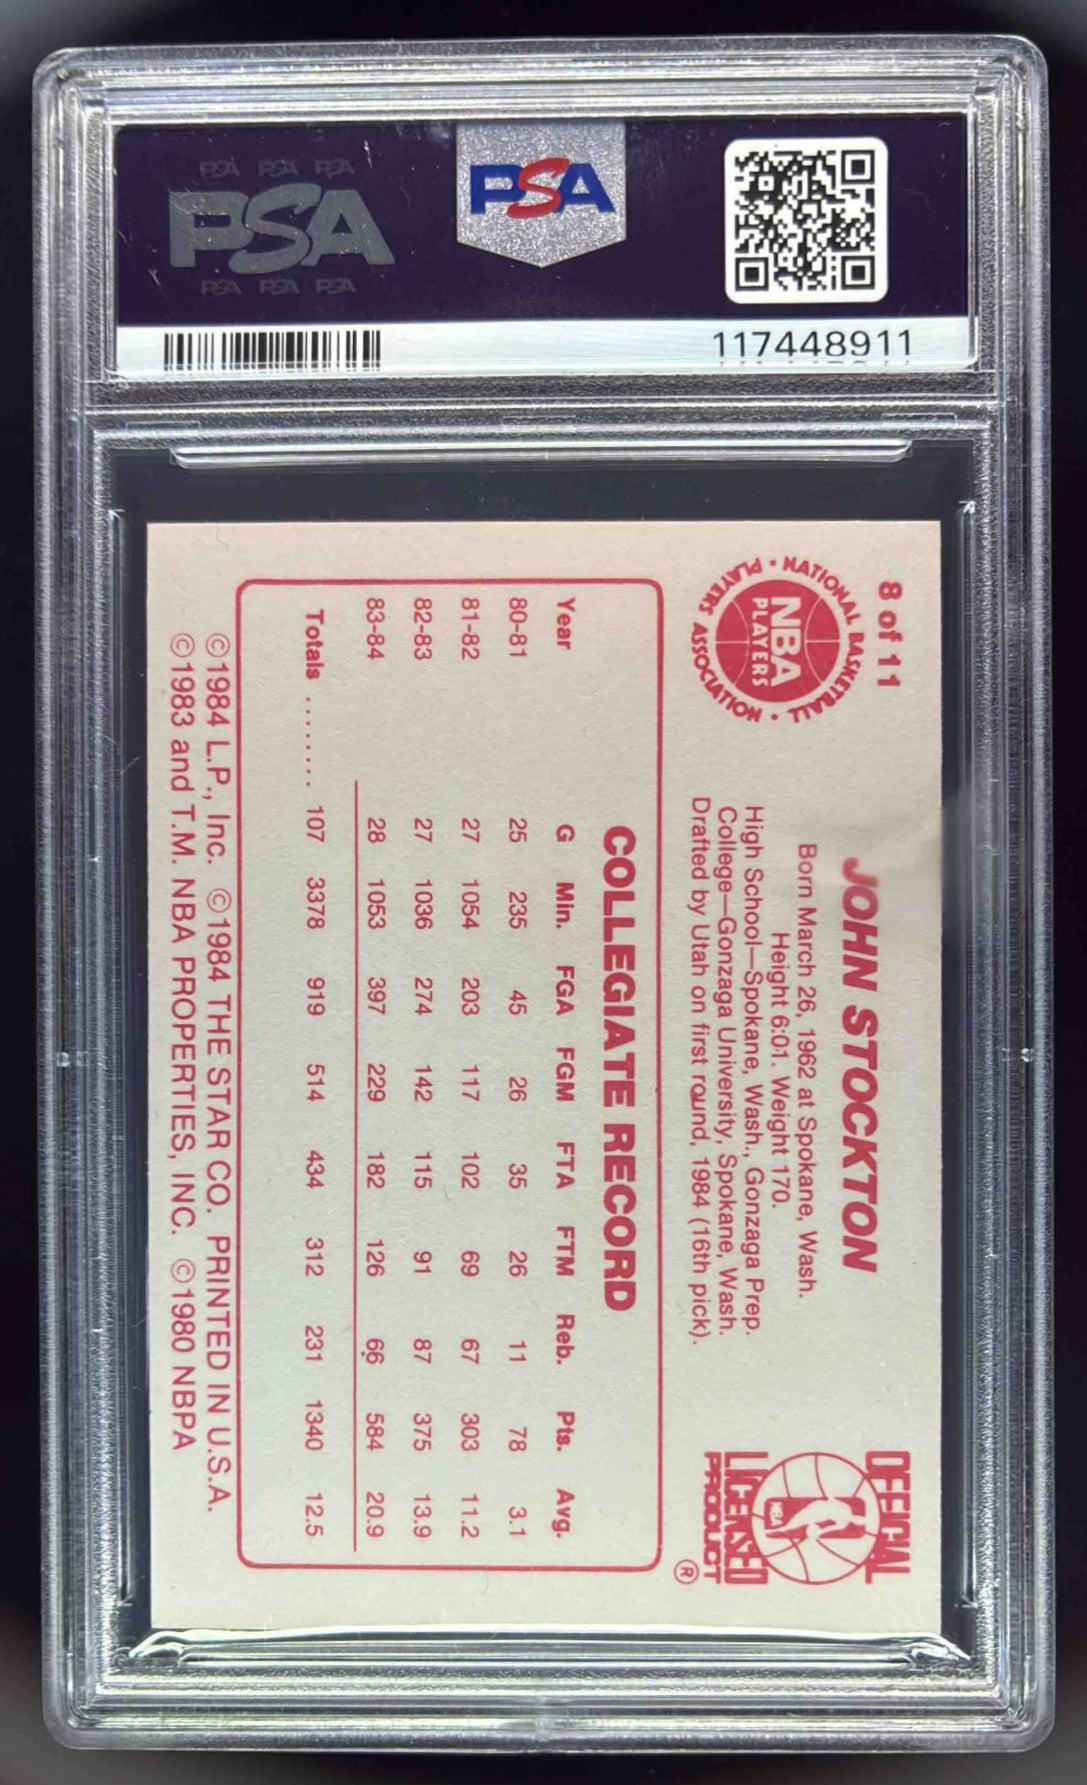 PSA PSA PSA
PSA
PSA PSA PSA
PSA
117448911
8 of 11
NATIONAL BASKETBALL PLAYERS ASSOCIATION
NBA
PLAYERS
JOHN STOCKTON
Born March 26, 1962 at Spokane, Wash.
Height 6:01. Weight 170.
High School—Spokane, Wash., Gonzaga Prep.
College—Gonzaga University, Spokane, Wash.
Drafted by Utah on first round, 1984 (16th pick).
OFFICIAL
NBA
LICENSED
PRODUCT ®
COLLEGIATE RECORD
Year G Min. FGA FGM FTA FTM Reb. Pts. Avg.
80-81 25 235 45 26 35 26 11 78 3.1
81-82 27 1054 203 117 102 69 67 303 11.2
82-83 27 1036 274 142 115 91 87 375 13.9
83-84 28 1053 397 229 182 126 66 584 20.9
Totals ........ 107 3378 919 514 434 312 231 1340 12.5
©1984 L.P., Inc. ©1984 THE STAR CO. PRINTED IN U.S.A.
©1983 and T.M. NBA PROPERTIES, INC. ©1980 NBPA